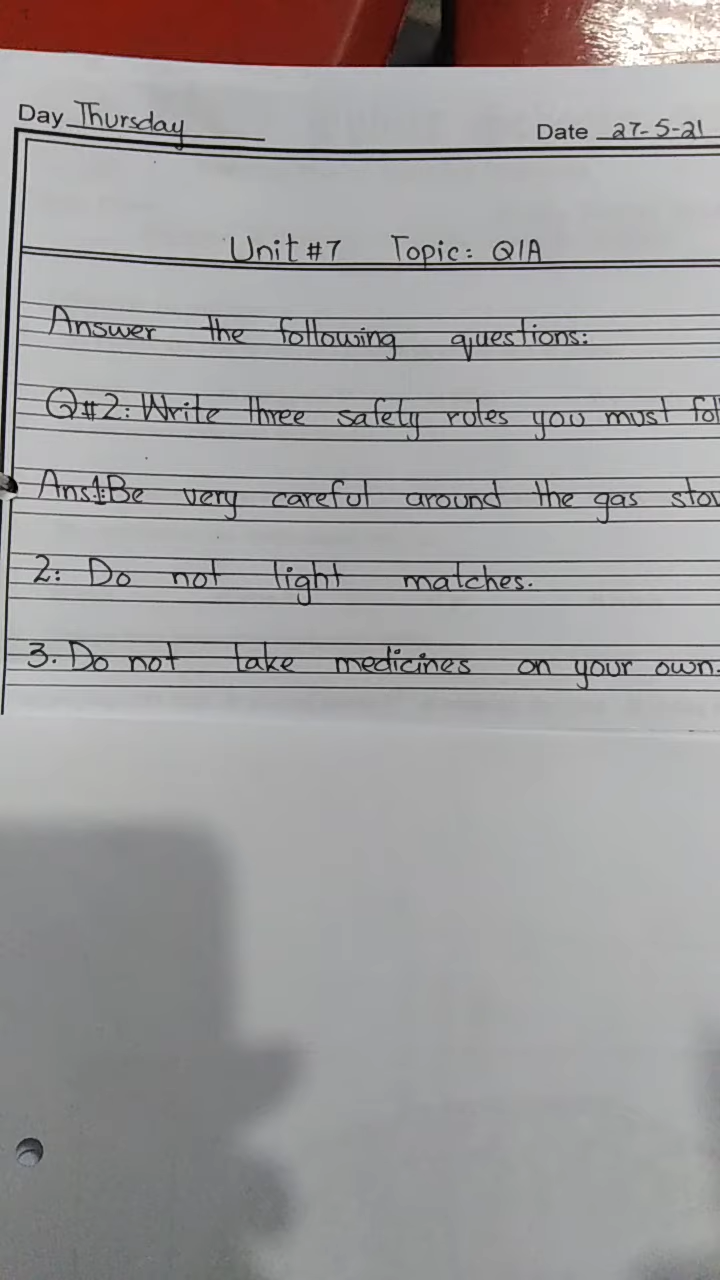 Day Thursday Date 27-5-21
Unit #7 Topic: Q/A
Answer the following questions:
Q#2: Write three safety rules you must
Ans1: Be very careful around the gas
2: Do not light matches.
3. Do not take medicines on your own.